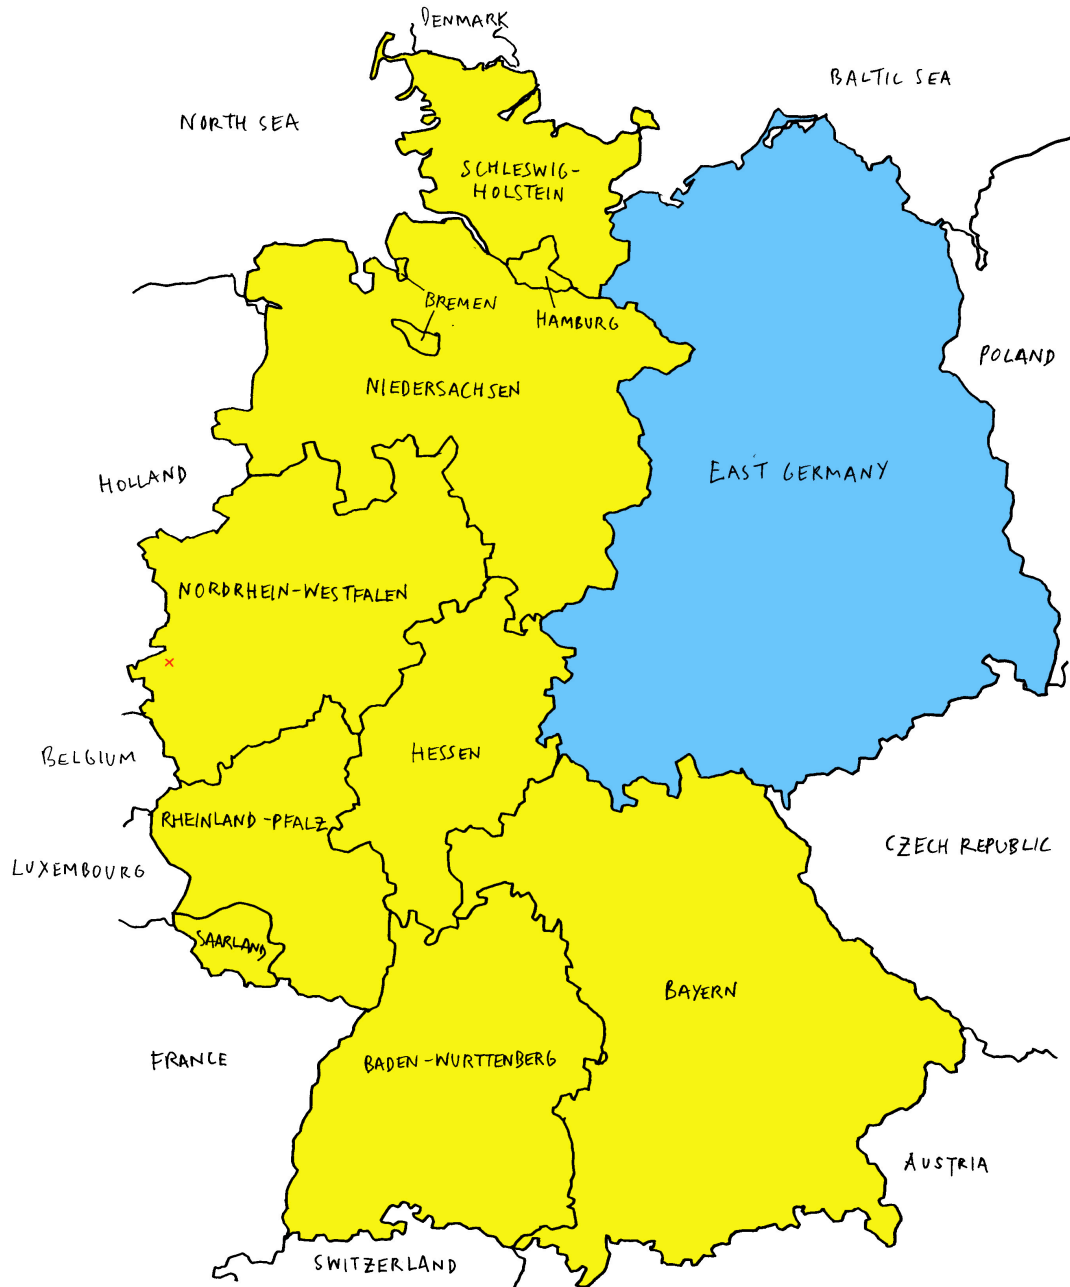 DENMARK
BALTIC SEA
NORTH SEA
SCHLESWIG-
HOLSTEIN
BREMEN
HAMBURG
POLAND
NIEDERSACHSEN
HOLLAND
EAST GERMANY
NORDRHEIN-WESTFALEN
BELGIUM
HESSEN
RHEINLAND-PFALZ
LUXEMBOURG
CZECH REPUBLIC
SAARLAND
BAYERN
FRANCE
BADEN-WURTTENBERG
AUSTRIA
SWITZERLAND